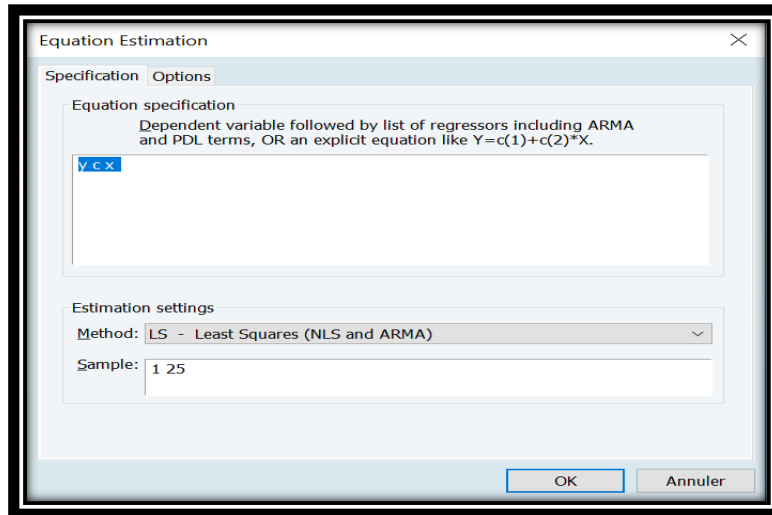 Equation Estimation
Specification Options
Equation specification
Dependent variable followed by list of regressors including ARMA
and PDL terms, OR an explicit equation like Y=c(1)+c(2)*X.
y c x
Estimation settings
Method: LS - Least Squares (NLS and ARMA)
Sample: 1 25
OK Annuler